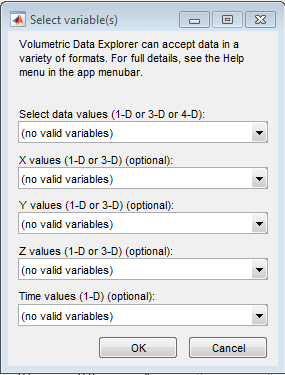 Select variable(s)
Volumetric Data Explorer can accept data in a
variety of formats. For full details, see the Help
menu in the app menubar.
Select data values (1-D or 3-D or 4-D):
(no valid variables)
X values (1-D or 3-D) (optional):
(no valid variables)
Y values (1-D or 3-D) (optional):
(no valid variables)
Z values (1-D or 3-D) (optional):
(no valid variables)
Time values (1-D) (optional):
(no valid variables)
OK
Cancel